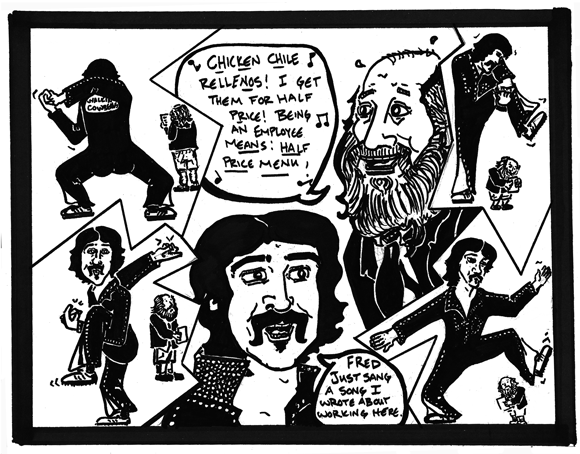 CHICKEN CHILE
RELLENOS! I GET
THEM FOR HALF
PRICE! BEING
AN EMPLOYEE
MEANS: HALF
PRICE MENU!
COWBOYS
FRED
JUST SANG
A SONG I
WROTE ABOUT
WORKING HERE.